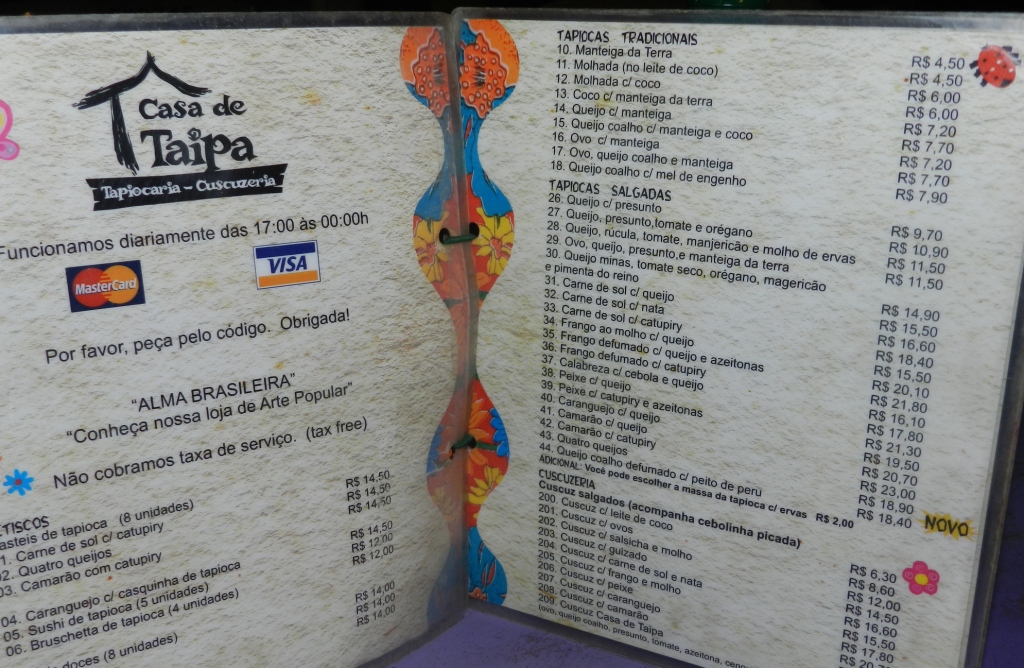 Casa de
Taipa
Tapiocaria - Cuscuzeria
Funcionamos diariamente das 17:00 às 00:00h
MasterCard VISA
Por favor, peça pelo código. Obrigada!
"ALMA BRASILEIRA"
"Conheça nossa loja de Arte Popular"
Não cobramos taxa de serviço. (tax free)
ETISCOS
asteis de tapioca (8 unidades)
1. Carne de sol c/ catupiry R$ 14,50
02. Quatro queijos R$ 14,50
03. Camarão com catupiry R$ 14,50
04. Caranguejo c/ casquinha de tapioca R$ 14,50
05. Sushi de tapioca (5 unidades) R$ 12,00
06. Bruschetta de tapioca (4 unidades) R$ 12,00
doces (8 unidades)
R$ 14,00
R$ 14,00
R$ 14,00
TAPIOCAS TRADICIONAIS
10. Manteiga da Terra R$ 4,50
11. Molhada (no leite de coco) R$ 4,50
12. Molhada c/ coco R$ 6,00
13. Coco c/ manteiga da terra R$ 6,00
14. Queijo c/ manteiga R$ 7,20
15. Queijo coalho c/ manteiga e coco R$ 7,70
16. Ovo c/ manteiga R$ 7,20
17. Ovo, queijo coalho e manteiga R$ 7,70
18. Queijo coalho c/ mel de engenho R$ 7,90
TAPIOCAS SALGADAS
26. Queijo c/ presunto R$ 9,70
27. Queijo, presunto,tomate e orégano R$ 10,90
28. Queijo, rúcula, tomate, manjericão e molho de ervas R$ 11,50
29. Ovo, queijo, presunto,e manteiga da terra R$ 11,50
30. Queijo minas, tomate seco, orégano, magericão
e pimenta do reino R$ 14,90
31. Carne de sol c/ queijo R$ 15,50
32. Carne de sol c/ nata R$ 16,60
33. Carne de sol c/ catupiry R$ 18,40
34. Frango ao molho c/ queijo R$ 15,50
35. Frango defumado c/ queijo e azeitonas R$ 20,10
36. Frango defumado c/ catupiry R$ 21,80
37. Calabreza c/ cebola e queijo R$ 16,10
38. Peixe c/ queijo R$ 17,80
39. Peixe c/ catupiry e azeitonas R$ 21,30
40. Caranguejo c/ queijo R$ 19,50
41. Camarão c/ queijo R$ 20,70
42. Camarão c/ catupiry R$ 23,00
43. Quatro queijos R$ 18,90
44. Queijo coalho defumado c/ peito de peru R$ 18,40 NOVO
ADICIONAL: Você pode escolher a massa da tapioca c/ ervas R$ 2,00
CUSCUZERIA
Cuscuz salgados (acompanha cebolinha picada)
200. Cuscuz c/ leite de coco R$ 6,30
201. Cuscuz c/ ovos R$ 8,60
202. Cuscuz c/ salsicha e molho R$ 12,00
203. Cuscuz c/ guizado R$ 14,50
204. Cuscuz c/ carne de sol e nata R$ 16,60
205. Cuscuz c/ frango e molho R$ 15,50
206. Cuscuz c/ peixe R$ 17,80
207. Cuscuz c/ caranguejo R$ 20,
208. Cuscuz c/ camarão
209. Cuscuz Casa de Taipa
(ovo, queijo coalho, presunto, tomate, azeitona,